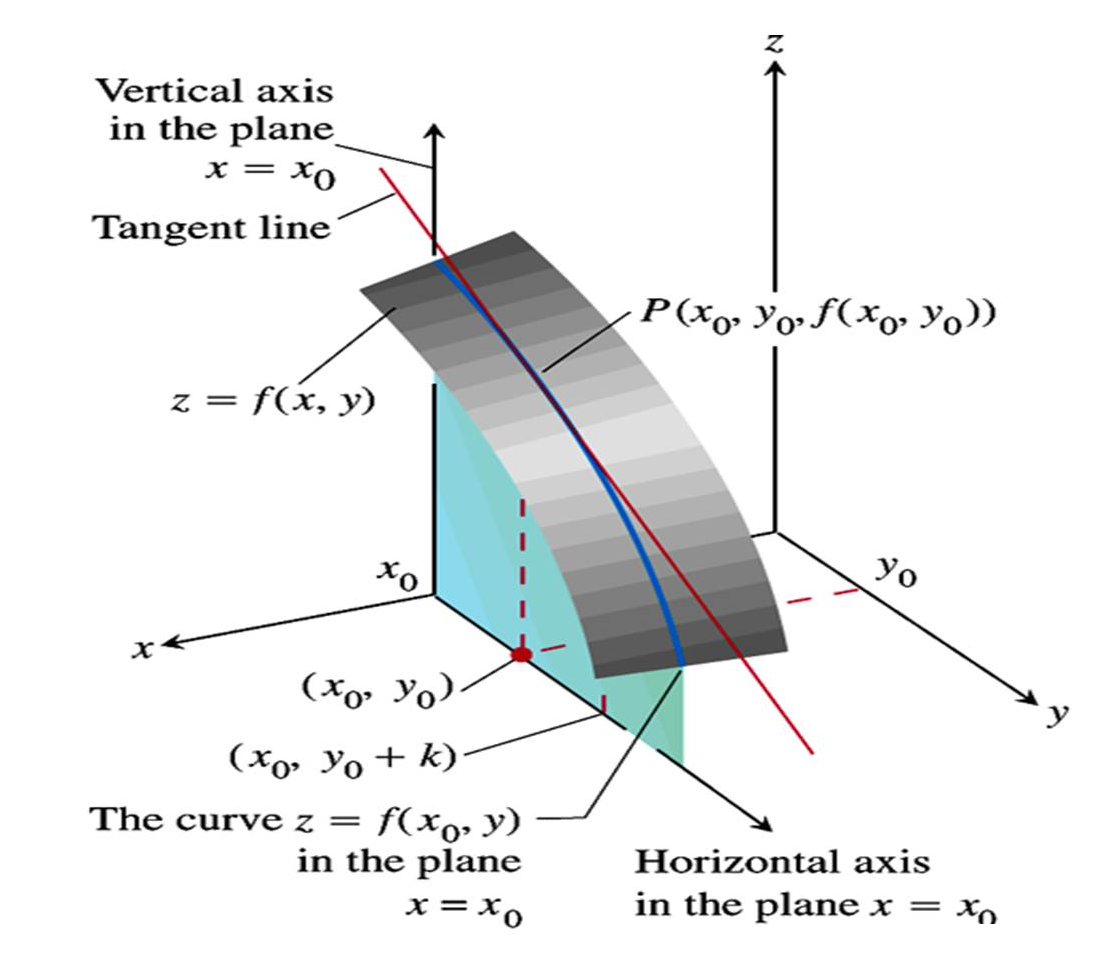 z
Vertical axis
in the plane
x = x₀
Tangent line
P(x₀, y₀, f(x₀, y₀))
z = f(x, y)
x₀
y₀
x
(x₀, y₀)
y
(x₀, y₀ + k)
The curve z = f(x₀, y)
in the plane
x = x₀
Horizontal axis
in the plane x = x₀